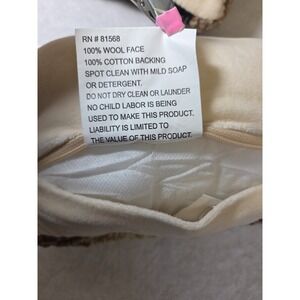 RN # 81568
100% WOOL FACE
100% COTTON BACKING
SPOT CLEAN WITH MILD SOAP
OR DETERGENT.
DO NOT DRY CLEAN OR LAUNDER
NO CHILD LABOR IS BEING
USED TO MAKE THIS PRODUCT.
LIABILITY IS LIMITED TO
THE VALUE OF THIS PRODUCT.